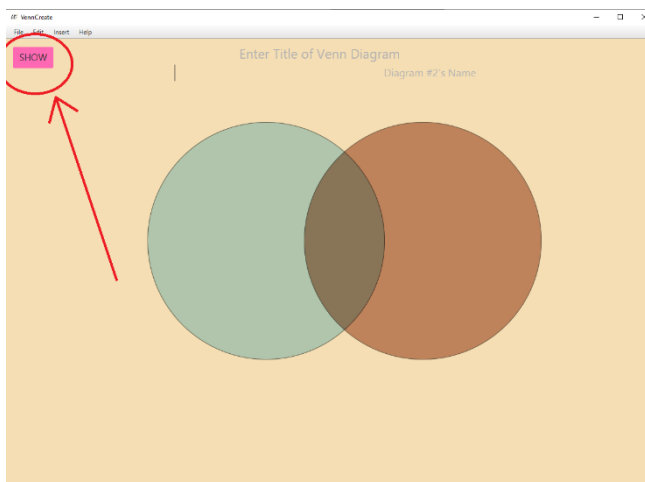 VennCreate
File Edit Insert Help
SHOW
Enter Title of Venn Diagram
Diagram #2's Name